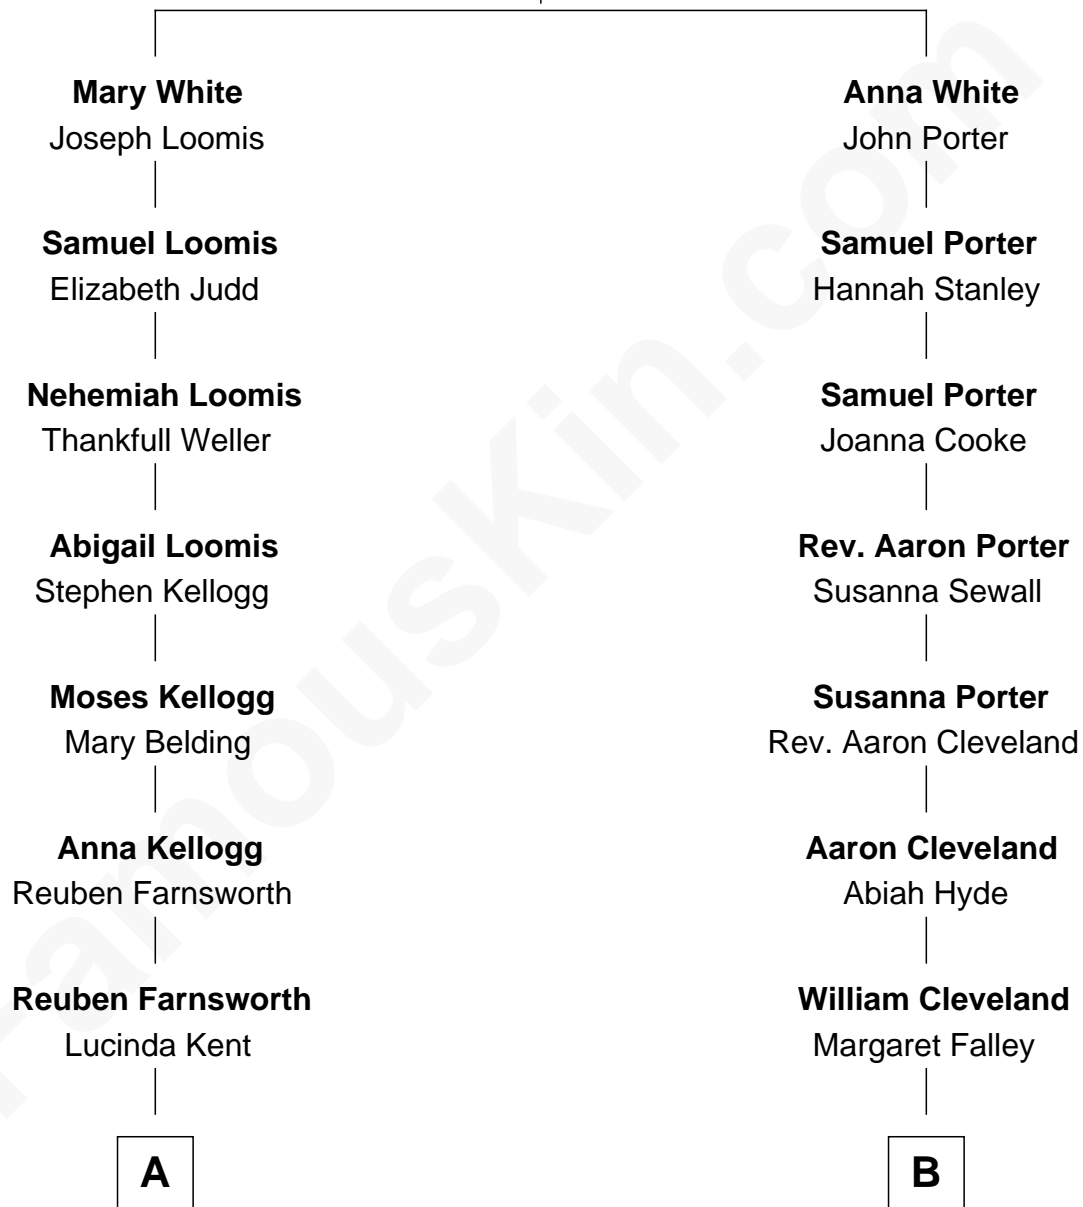 Mary White
Joseph Loomis
Samuel Loomis
Elizabeth Judd
Nehemiah Loomis
Thankfull Weller
Abigail Loomis
Stephen Kellogg
Moses Kellogg
Mary Belding
Anna Kellogg
Reuben Farnsworth
Reuben Farnsworth
Lucinda Kent
A
Anna White
John Porter
Samuel Porter
Hannah Stanley
Samuel Porter
Joanna Cooke
Rev. Aaron Porter
Susanna Sewall
Susanna Porter
Rev. Aaron Cleveland
Aaron Cleveland
Abiah Hyde
William Cleveland
Margaret Falley
B
FamousKin.com